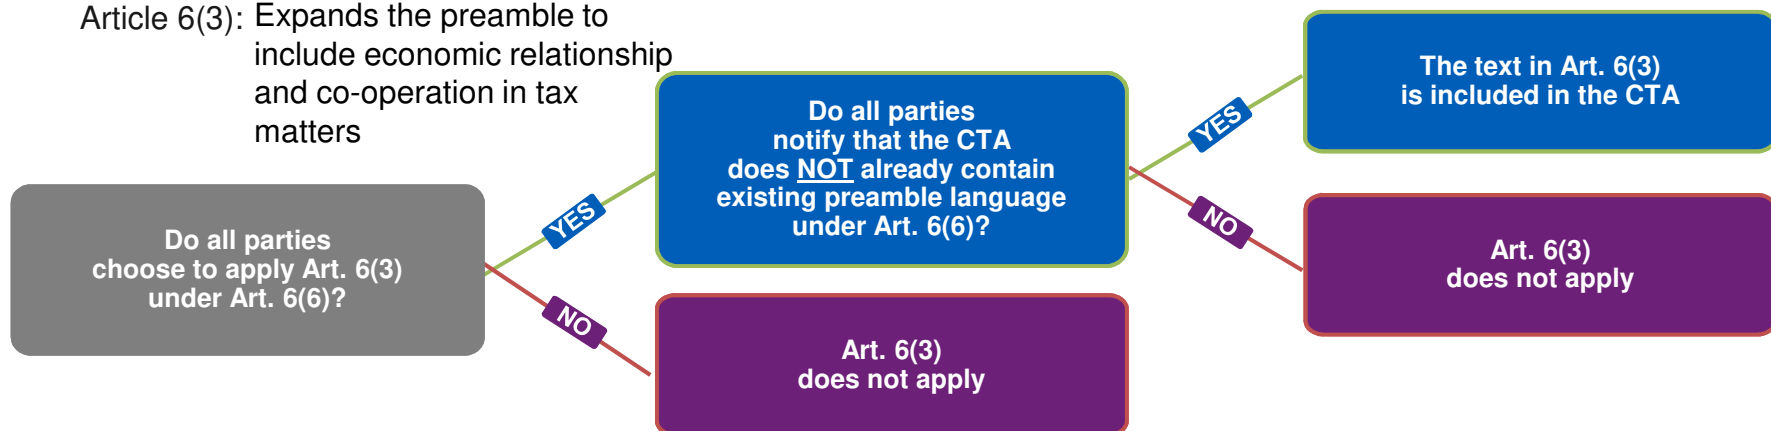 Article 6(3): Expands the preamble to
include economic relationship
and co-operation in tax
matters
Do all parties
choose to apply Art. 6(3)
under Art. 6(6)?
YES
NO
Do all parties
notify that the CTA
does NOT already contain
existing preamble language
under Art. 6(6)?
Art. 6(3)
does not apply
YES
NO
The text in Art. 6(3)
is included in the CTA
Art. 6(3)
does not apply